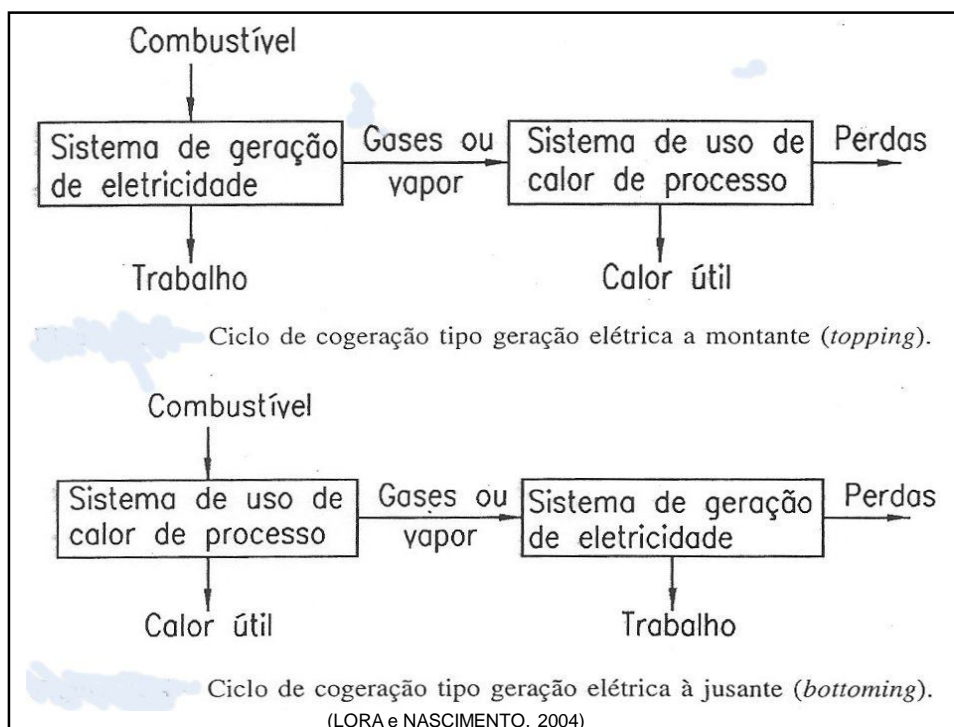 Combustível
Sistema de geração
de eletricidade
Gases ou
vapor
Sistema de uso de
calor de processo
Perdas
Trabalho
Calor útil
Ciclo de cogeração tipo geração elétrica a montante (topping).
Combustível
Sistema de uso de
calor de processo
Gases ou
vapor
Sistema de geração
de eletricidade
Perdas
Calor útil
Trabalho
Ciclo de cogeração tipo geração elétrica à jusante (bottoming).
(LORA e NASCIMENTO, 2004)